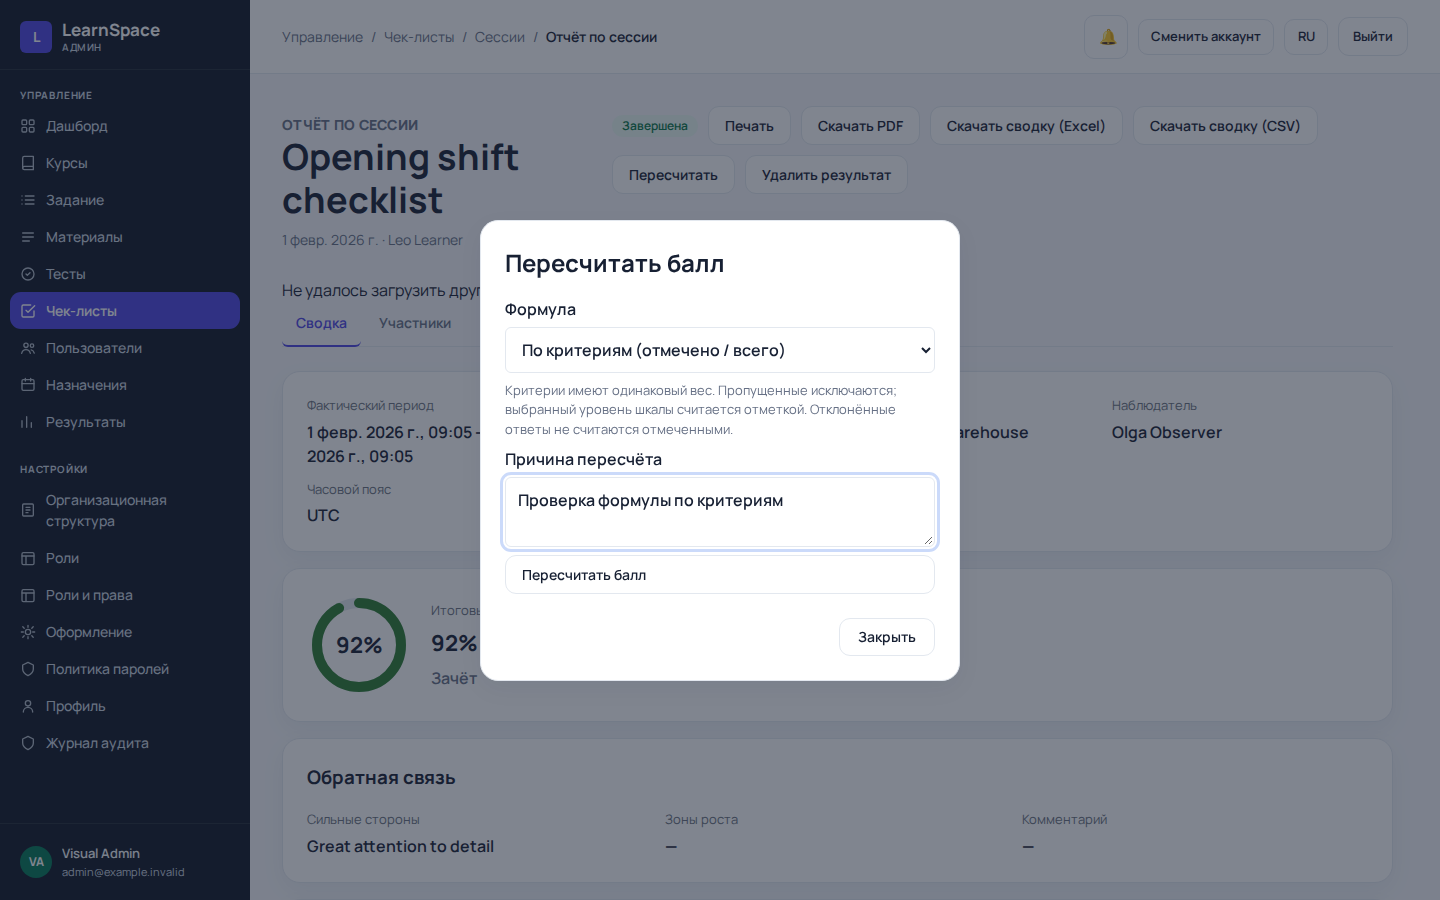 L
LearnSpace
АДМИН
УПРАВЛЕНИЕ
Дашборд
Курсы
Задание
Материалы
Тесты
Чек-листы
Пользователи
Назначения
Результаты
НАСТРОЙКИ
Организационная
структура
Роли
Роли и права
Оформление
Политика паролей
Профиль
Журнал аудита
VA
Visual Admin
admin@example.invalid
Управление / Чек-листы / Сессии / Отчёт по сессии
Сменить аккаунт
RU
Выйти
ОТЧЁТ ПО СЕССИИ
Opening shift
checklist
1 февр. 2026 г. · Leo Learner
Завершена
Печать
Скачать PDF
Скачать сводку (Excel)
Скачать сводку (CSV)
Пересчитать
Удалить результат
Не удалось загрузить
Сводка
Участники
Фактический период
1 февр. 2026 г., 09:05 –
2026 г., 09:05
Часовой пояс
UTC
Наблюдатель
Olga Observer
92%
92%
Зачёт
Обратная связь
Сильные стороны
Great attention to detail
Зоны роста
—
Комментарий
—
Пересчитать балл
Формула
По критериям (отмечено / всего)
Критерии имеют одинаковый вес. Пропущенные исключаются;
выбранный уровень шкалы считается отметкой. Отклонённые
ответы не считаются отмеченными.
Причина пересчёта
Проверка формулы по критериям
Пересчитать балл
Закрыть